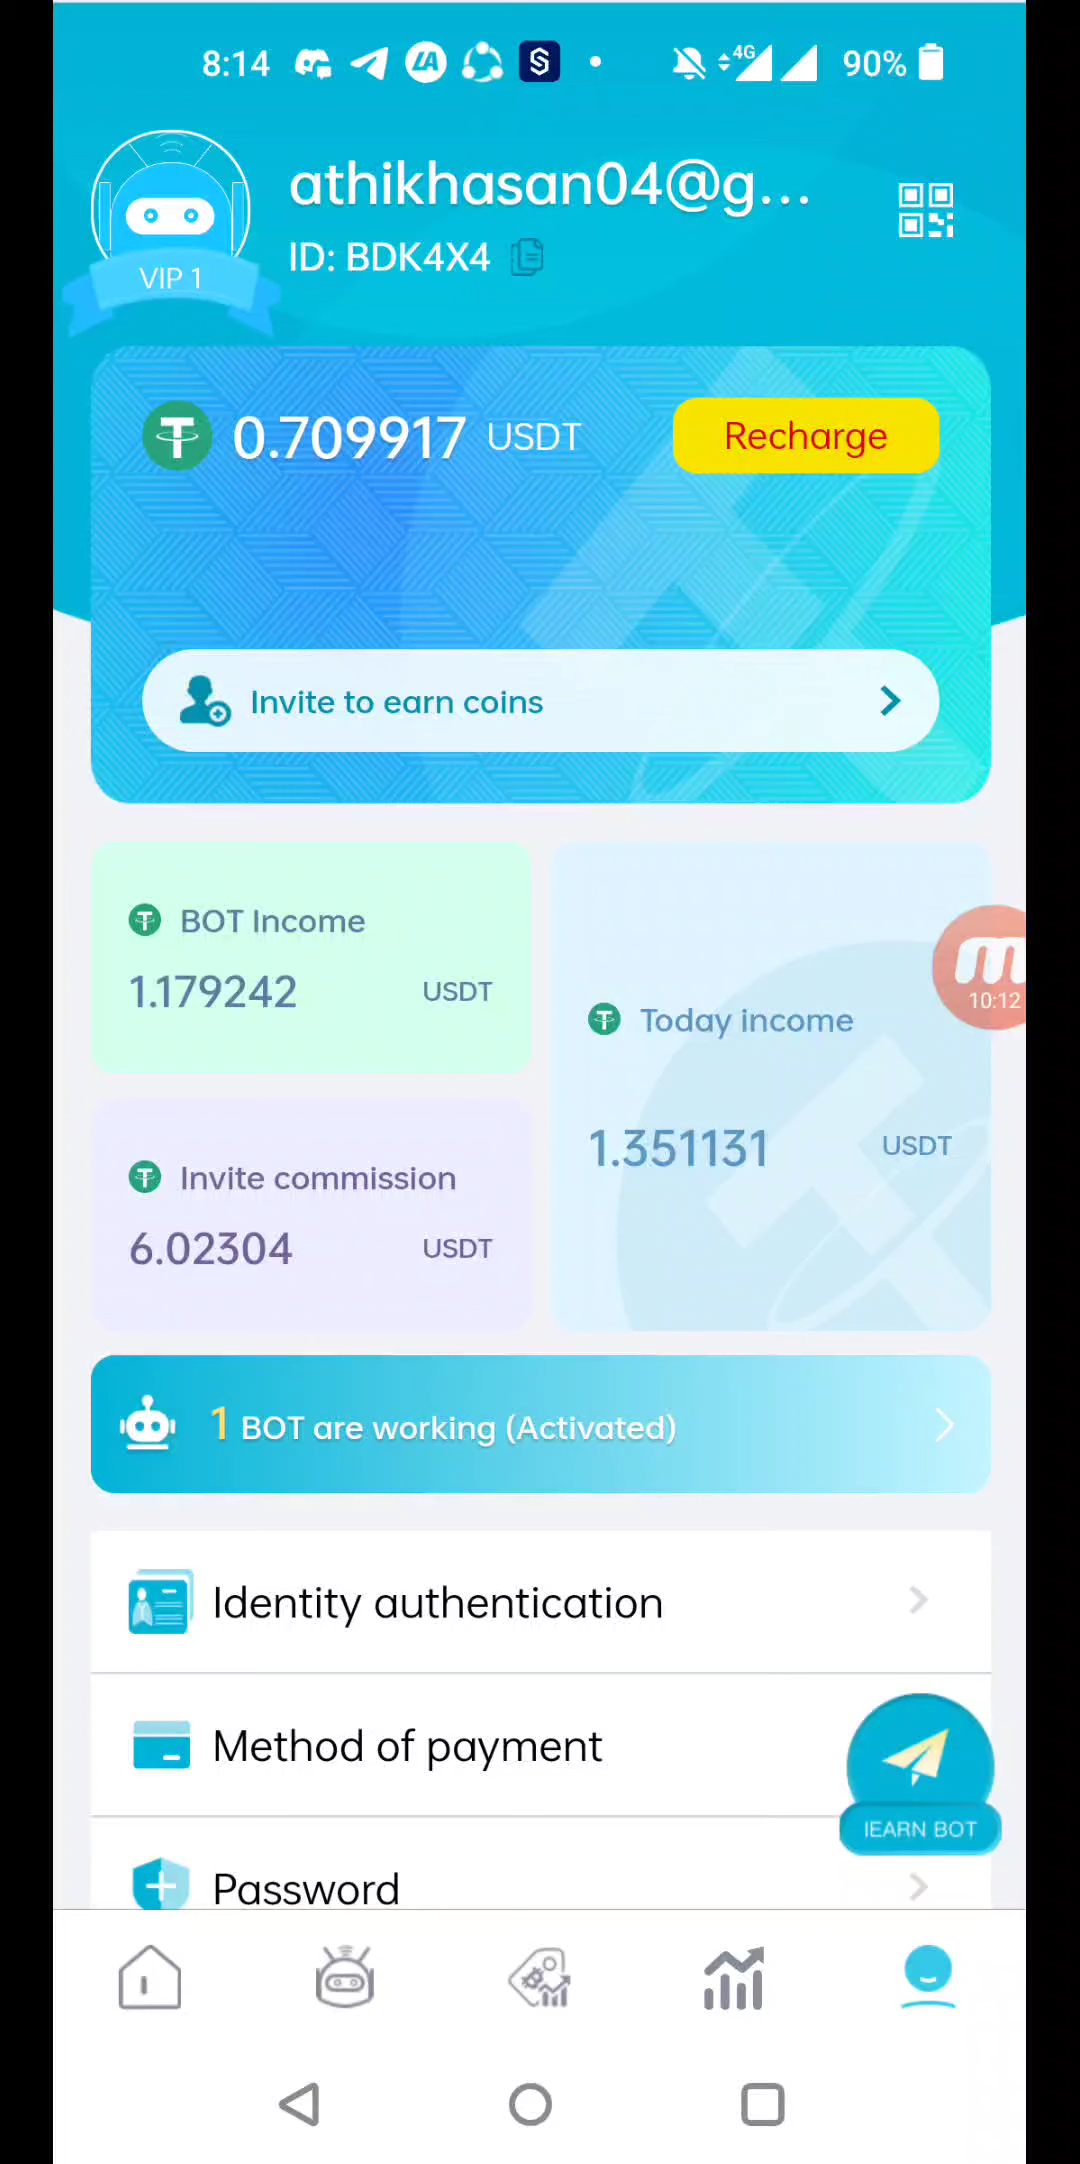 8:14
4G
90%
athikhasan04@g...
ID: BDK4X4
VIP 1
0.709917 USDT
Recharge
Invite to earn coins
BOT Income
1.179242 USDT
Today income
1.351131 USDT
10:12
Invite commission
6.02304 USDT
1 BOT are working (Activated)
Identity authentication
Method of payment
IEARN BOT
Password